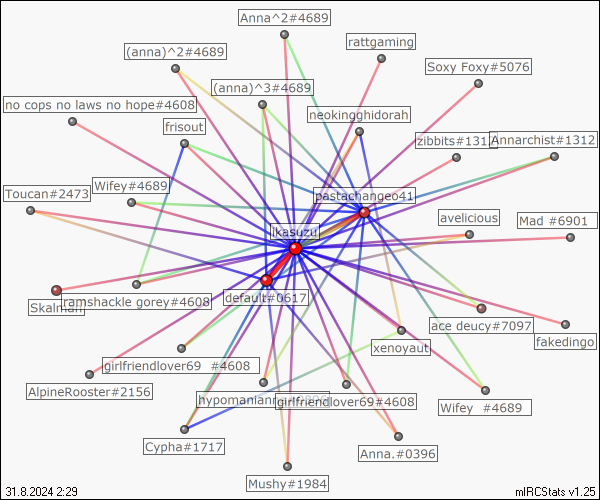 Anna^2#4689
rattgaming
(anna)^2#4689
Soxy Foxy#5076
(anna)^3#4689
no cops no laws no hope#4608
neokingghidorah
frisout
zibbits#131
Annarchist#1312
Wifey#4689
Toucan#2473
pastachangeo41
avelicious
Mad #6901
ikasuzu
Skalman
ramshackle gorey#4608
default#0617
ace deucy#7097
fakedingo
xenoyaut
girlfriendlover69 #4608
AlpineRooster#2156
girlfriendlover69#4608
Wifey #4689
Cypha#1717
Anna.#0396
Mushy#1984
31.8.2024 2:29
mIRCStats v1.25